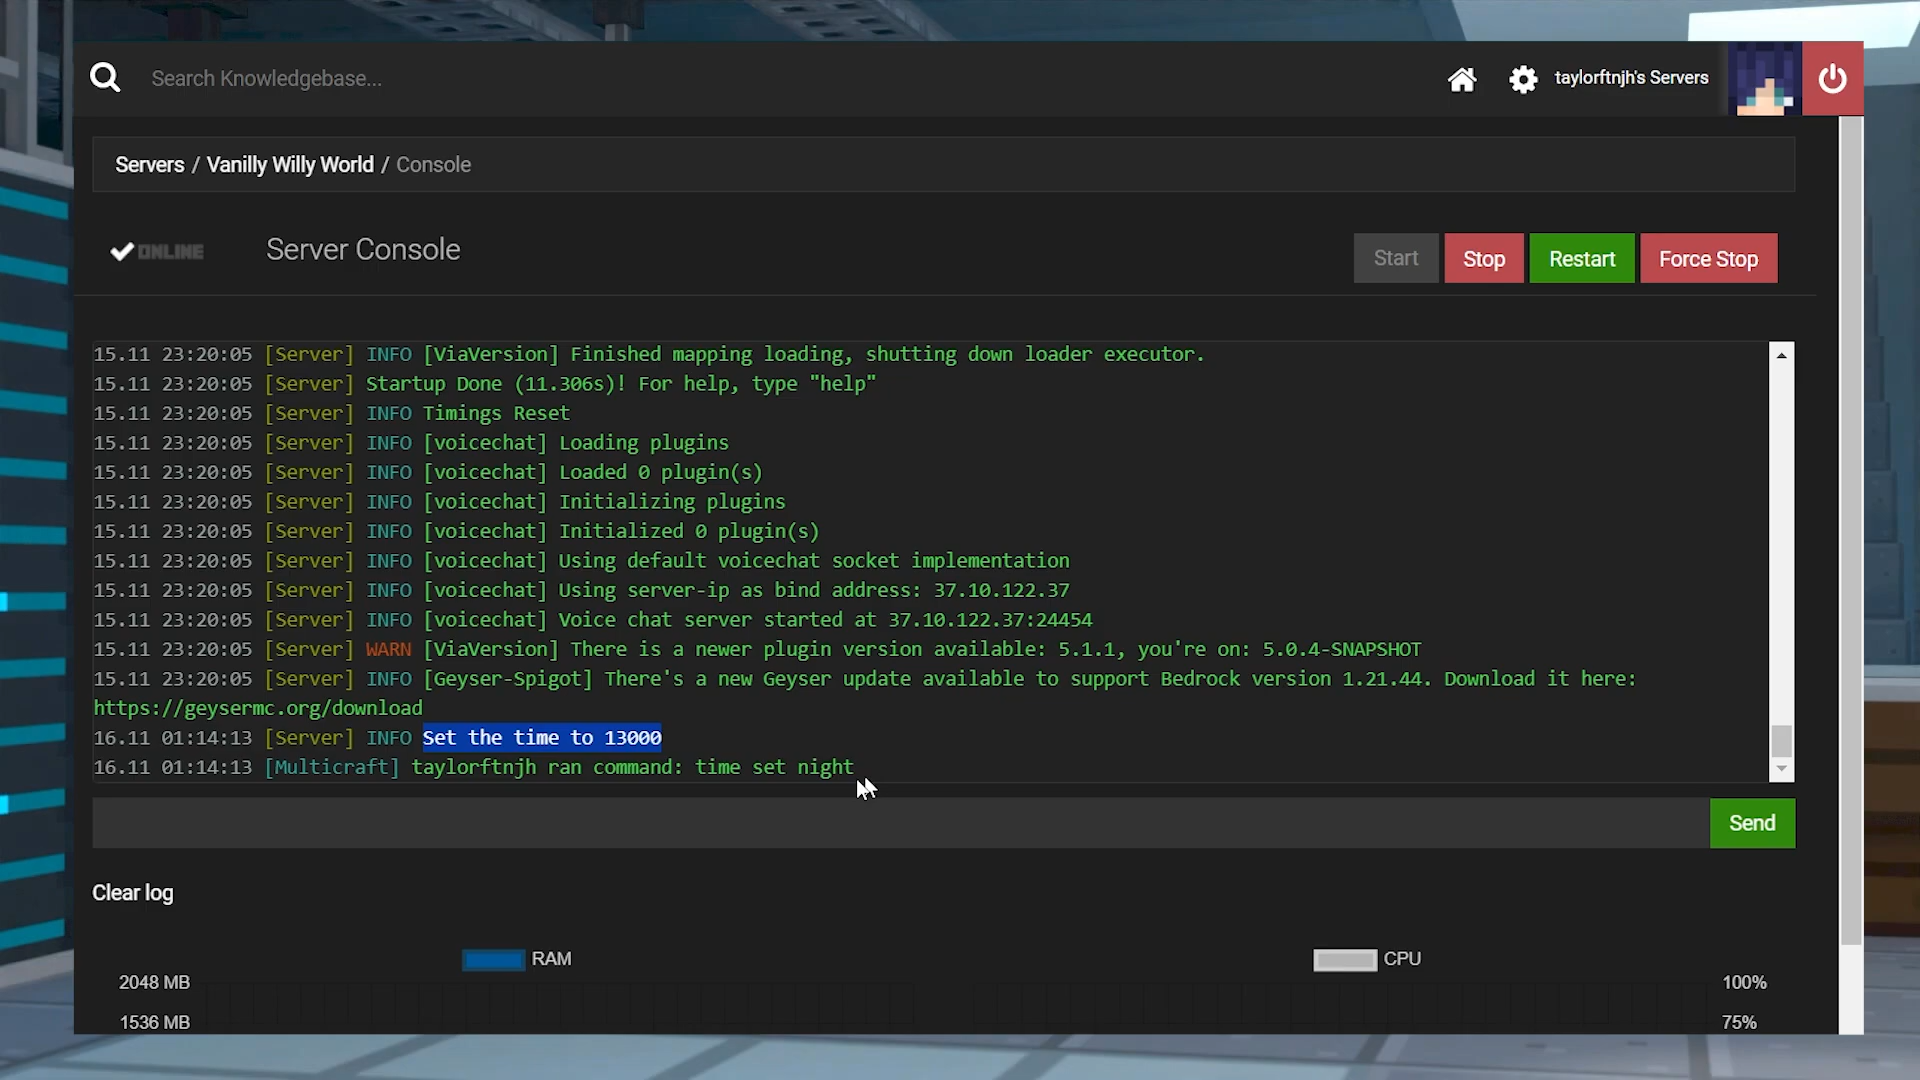 Search Knowledgebase...
taylorftnjh's Servers
Servers / Vanilly Willy World / Console
ONLINE
Server Console
Start
Stop
Restart
Force Stop
15.11 23:20:05 [Server] INFO [ViaVersion] Finished mapping loading, shutting down loader executor.
15.11 23:20:05 [Server] Startup Done (11.306s)! For help, type "help"
15.11 23:20:05 [Server] INFO Timings Reset
15.11 23:20:05 [Server] INFO [voicechat] Loading plugins
15.11 23:20:05 [Server] INFO [voicechat] Loaded 0 plugin(s)
15.11 23:20:05 [Server] INFO [voicechat] Initializing plugins
15.11 23:20:05 [Server] INFO [voicechat] Initialized 0 plugin(s)
15.11 23:20:05 [Server] INFO [voicechat] Using default voicechat socket implementation
15.11 23:20:05 [Server] INFO [voicechat] Using server-ip as bind address: 37.10.122.37
15.11 23:20:05 [Server] INFO [voicechat] Voice chat server started at 37.10.122.37:24454
15.11 23:20:05 [Server] WARN [ViaVersion] There is a newer plugin version available: 5.1.1, you're on: 5.0.4-SNAPSHOT
15.11 23:20:05 [Server] INFO [Geyser-Spigot] There's a new Geyser update available to support Bedrock version 1.21.44. Download it here:
https://geysermc.org/download
16.11 01:14:13 [Server] INFO Set the time to 13000
16.11 01:14:13 [Multicraft] taylorftnjh ran command: time set night
Send
Clear log
RAM
CPU
2048 MB
100%
1536 MB
75%